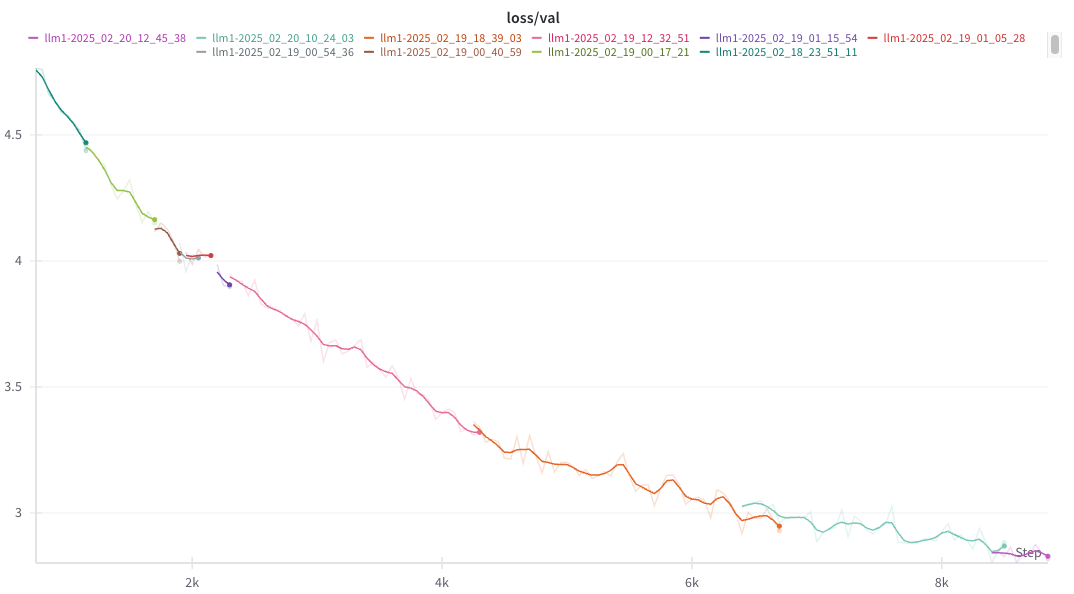 loss/val
llm1-2025_02_20_12_45_38 llm1-2025_02_20_10_24_03 llm1-2025_02_19_18_39_03 llm1-2025_02_19_12_32_51 llm1-2025_02_19_01_15_54 llm1-2025_02_19_01_05_28
llm1-2025_02_19_00_54_36 llm1-2025_02_19_00_40_59 llm1-2025_02_19_00_17_21 llm1-2025_02_18_23_51_11
4.5
4
3.5
3
Step
2k 4k 6k 8k